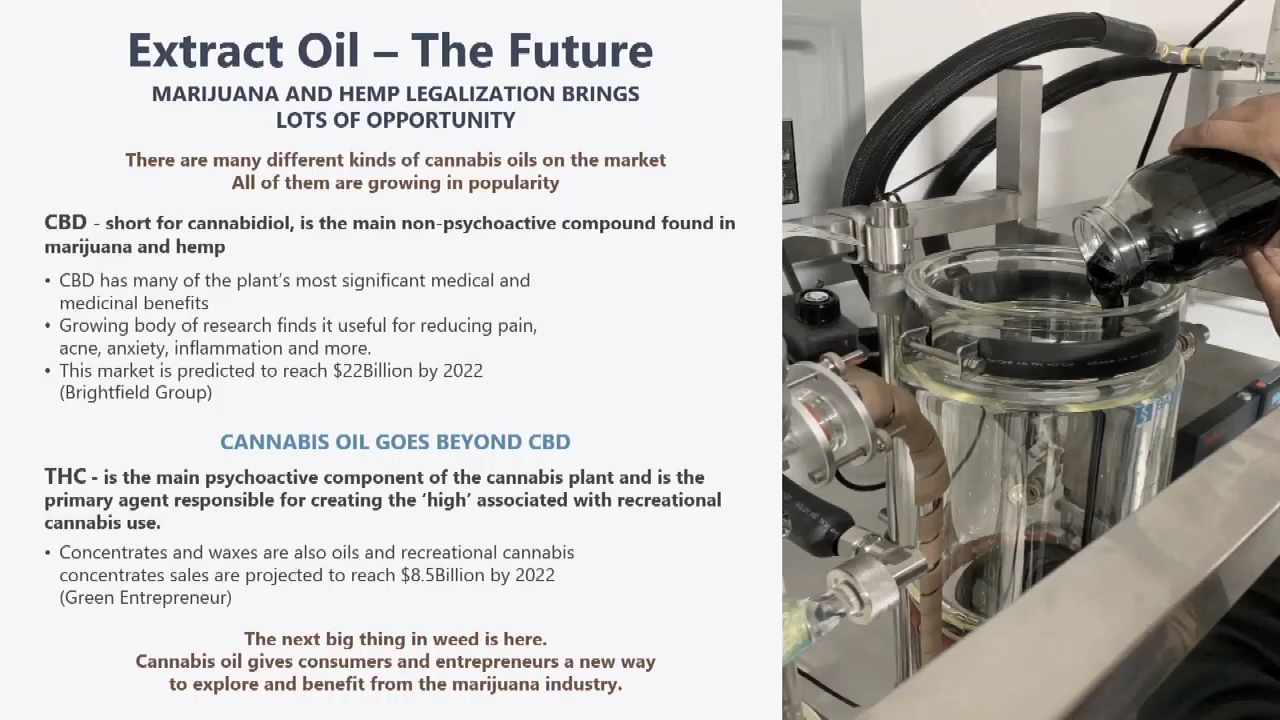 Extract Oil – The Future
MARIJUANA AND HEMP LEGALIZATION BRINGS
LOTS OF OPPORTUNITY
There are many different kinds of cannabis oils on the market
All of them are growing in popularity
CBD - short for cannabidiol, is the main non-psychoactive compound found in
marijuana and hemp
• CBD has many of the plant's most significant medical and
medicinal benefits
• Growing body of research finds it useful for reducing pain,
acne, anxiety, inflammation and more.
• This market is predicted to reach $22Billion by 2022
(Brightfield Group)
CANNABIS OIL GOES BEYOND CBD
THC - is the main psychoactive component of the cannabis plant and is the
primary agent responsible for creating the ‘high’ associated with recreational
cannabis use.
• Concentrates and waxes are also oils and recreational cannabis
concentrates sales are projected to reach $8.5Billion by 2022
(Green Entrepreneur)
The next big thing in weed is here.
Cannabis oil gives consumers and entrepreneurs a new way
to explore and benefit from the marijuana industry.